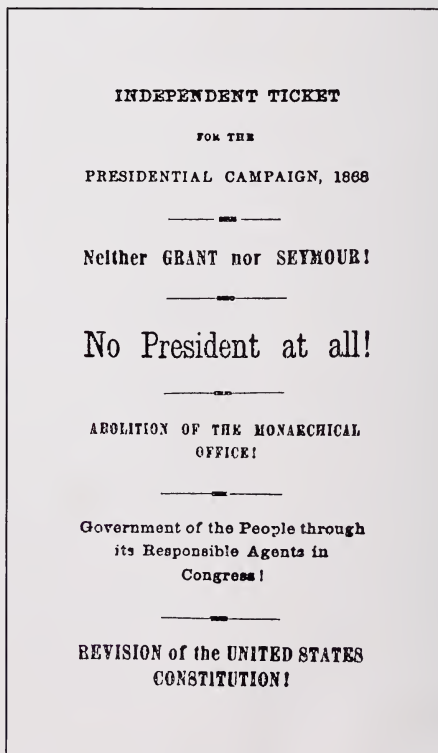 INDEPENDENT TICKET
FOR THE
PRESIDENTIAL CAMPAIGN, 1868
Neither GRANT nor SEYMOUR!
No President at all!
ABOLITION OF THE MONARCHICAL
OFFICE!
Government of the People through
its Responsible Agents in
Congress!
REVISION of the UNITED STATES
CONSTITUTION!